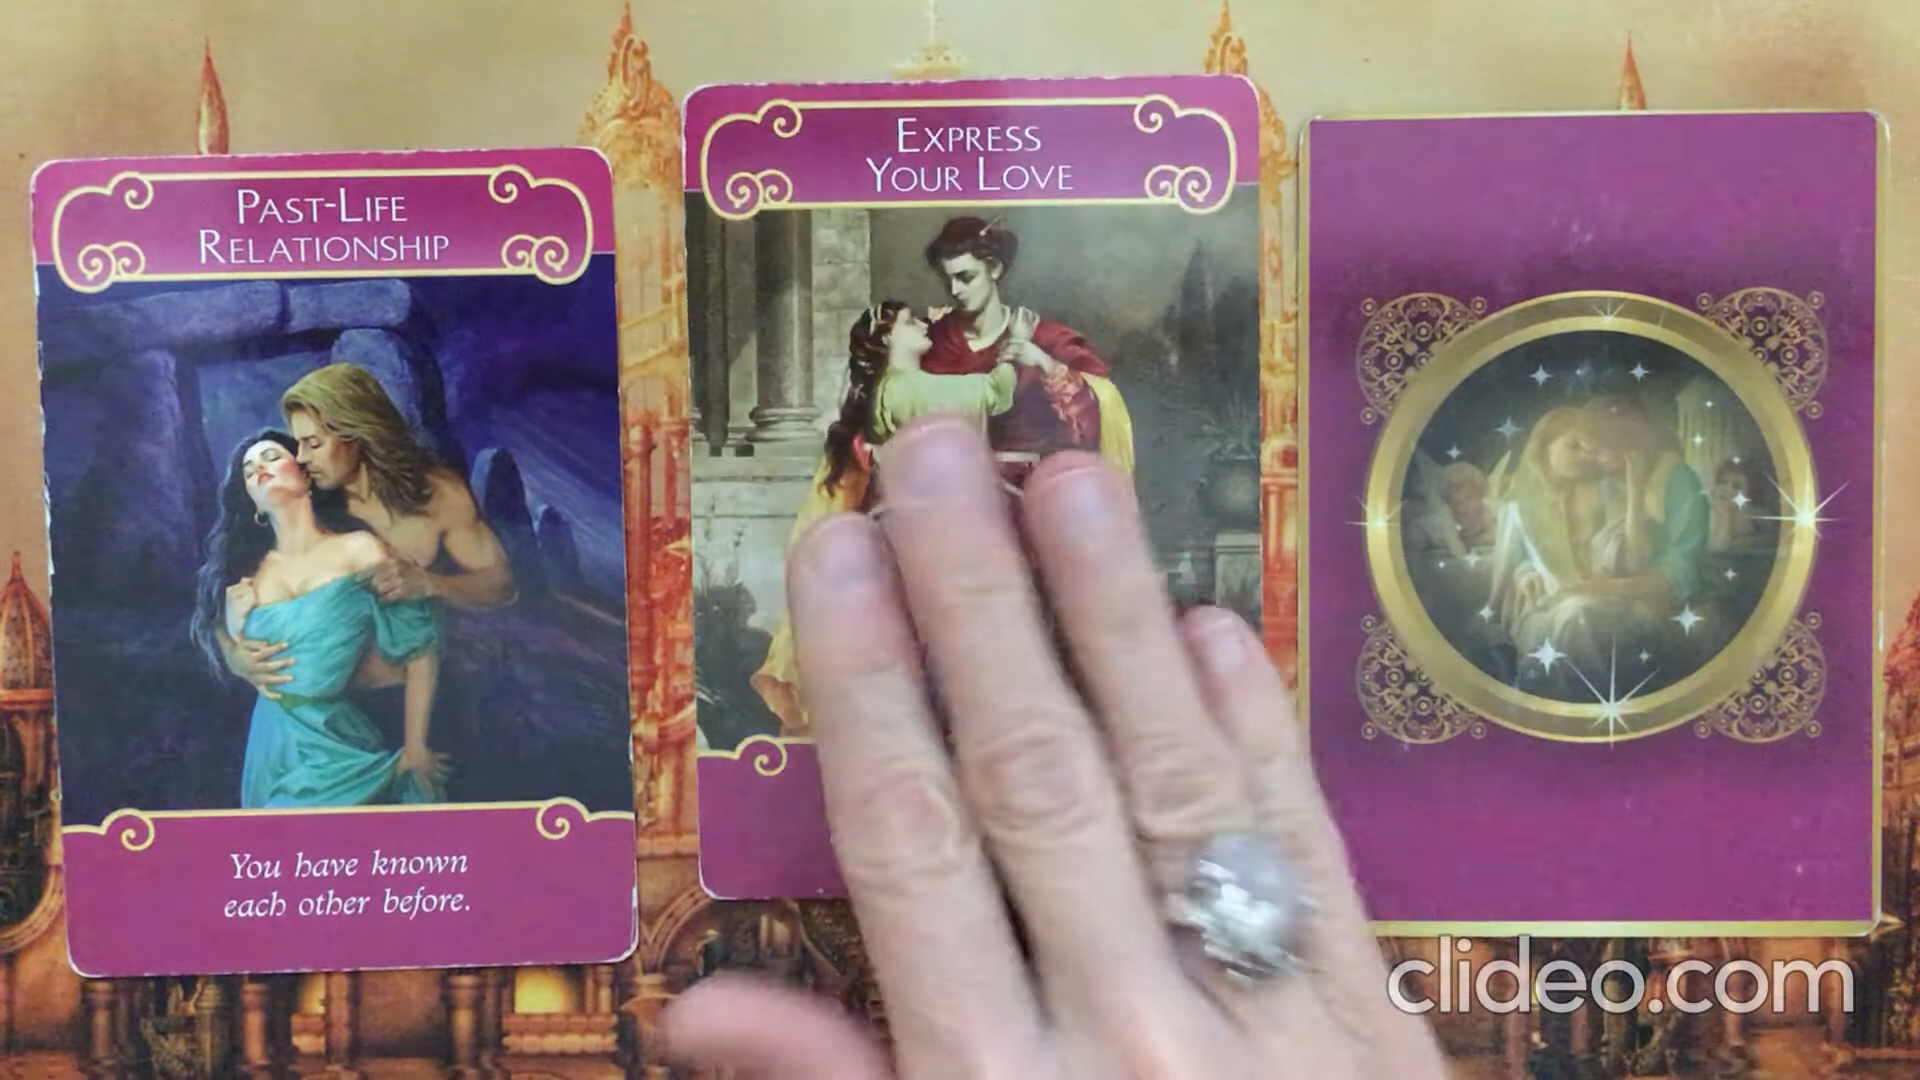 PAST-LIFE
RELATIONSHIP
You have known
each other before.
EXPRESS
YOUR LOVE
clideo.com